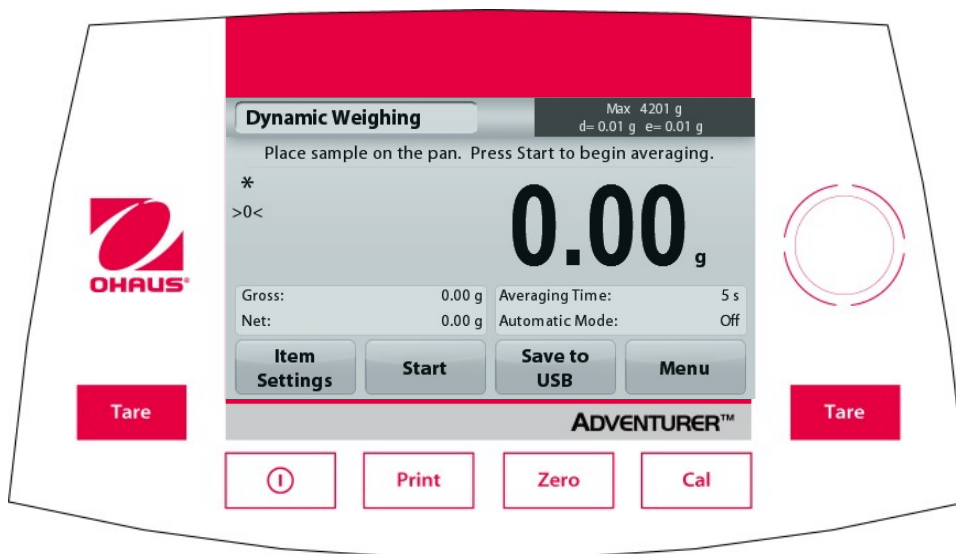 Dynamic Weighing
Max 4201 g
d= 0.01 g e= 0.01 g
Place sample on the pan. Press Start to begin averaging.
*
>0<
0.00 g
OHAUS®
Gross: 0.00 g
Net: 0.00 g
Averaging Time: 5 s
Automatic Mode: Off
Item
Settings
Start
Save to
USB
Menu
Tare
ADVENTURER™
Tare
Print
Zero
Cal